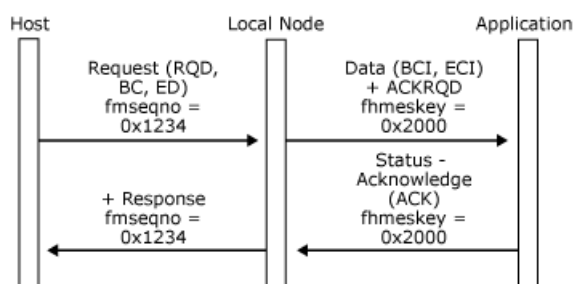 Host
Local Node
Application
Request (RQD,
BC, ED)
fmseqno =
0x1234
Data (BCI, ECI)
+ ACKRQD
fhmeskey =
0x2000
+ Response
fmseqno =
0x1234
Status -
Acknowledge
(ACK)
fhmeskey =
0x2000